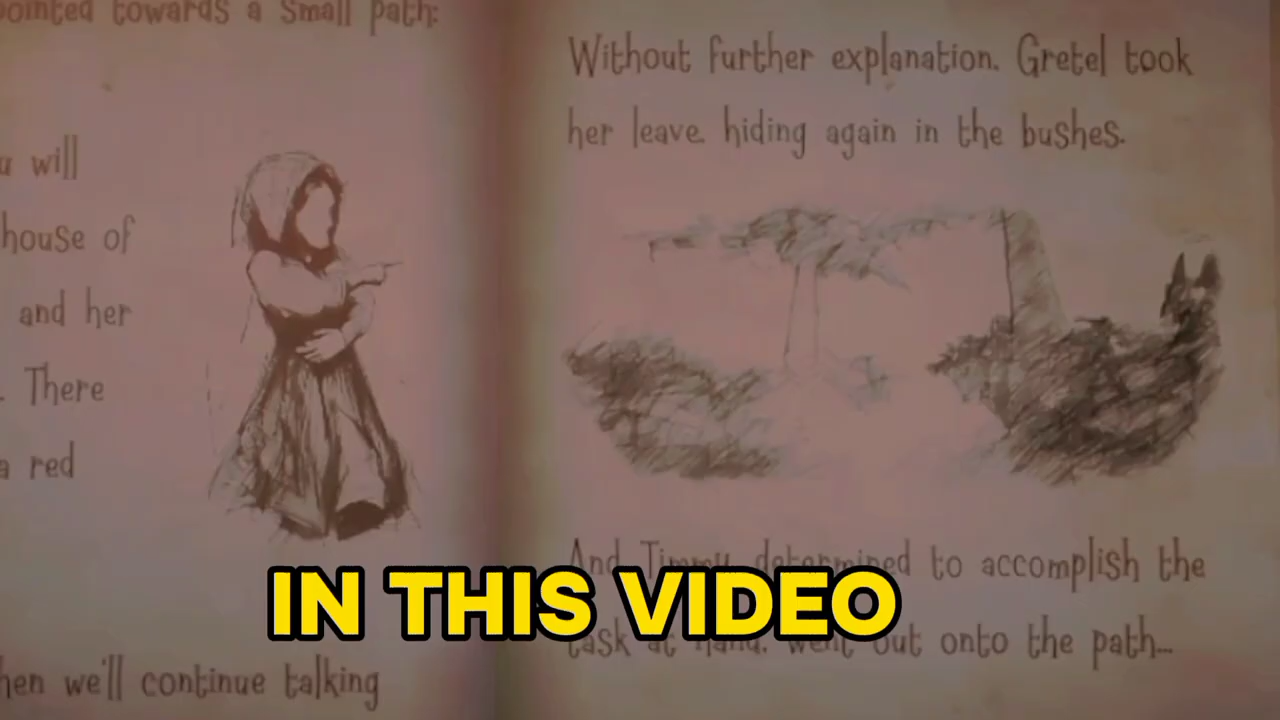 pointed towards a small path:
u will
house of
and her
. There
a red
hen we'll continue talking
Without further explanation. Gretel took
her leave. hiding again in the bushes.
And Timmy determined to accomplish the
task at hand. went out onto the path...
IN THIS VIDEO